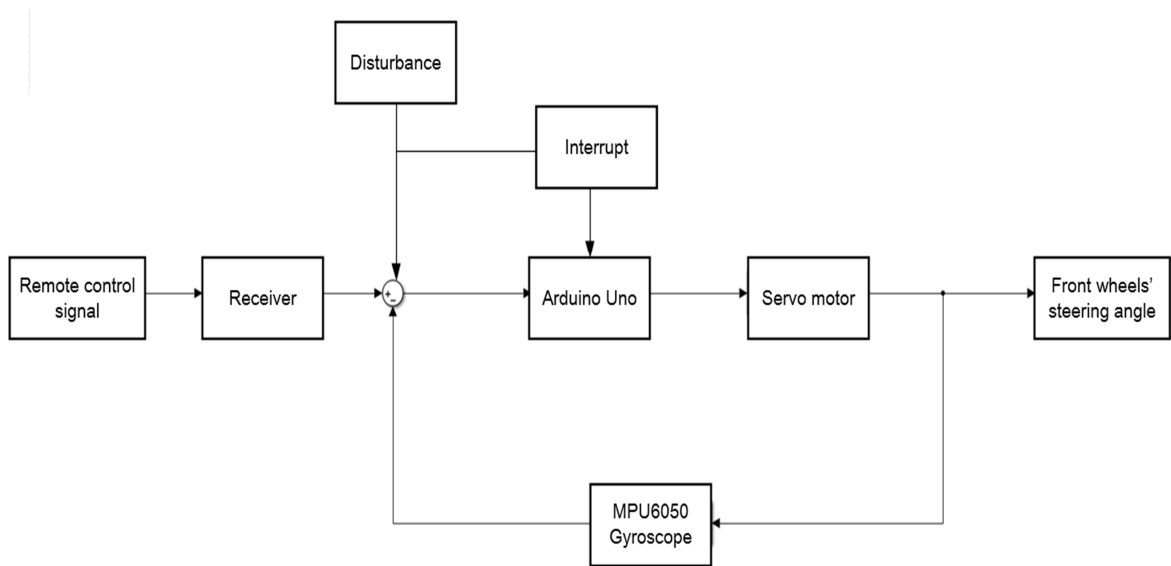 Disturbance
Interrupt
Remote control
signal
Receiver
+
−
Arduino Uno
Servo motor
Front wheels’
steering angle
MPU6050
Gyroscope